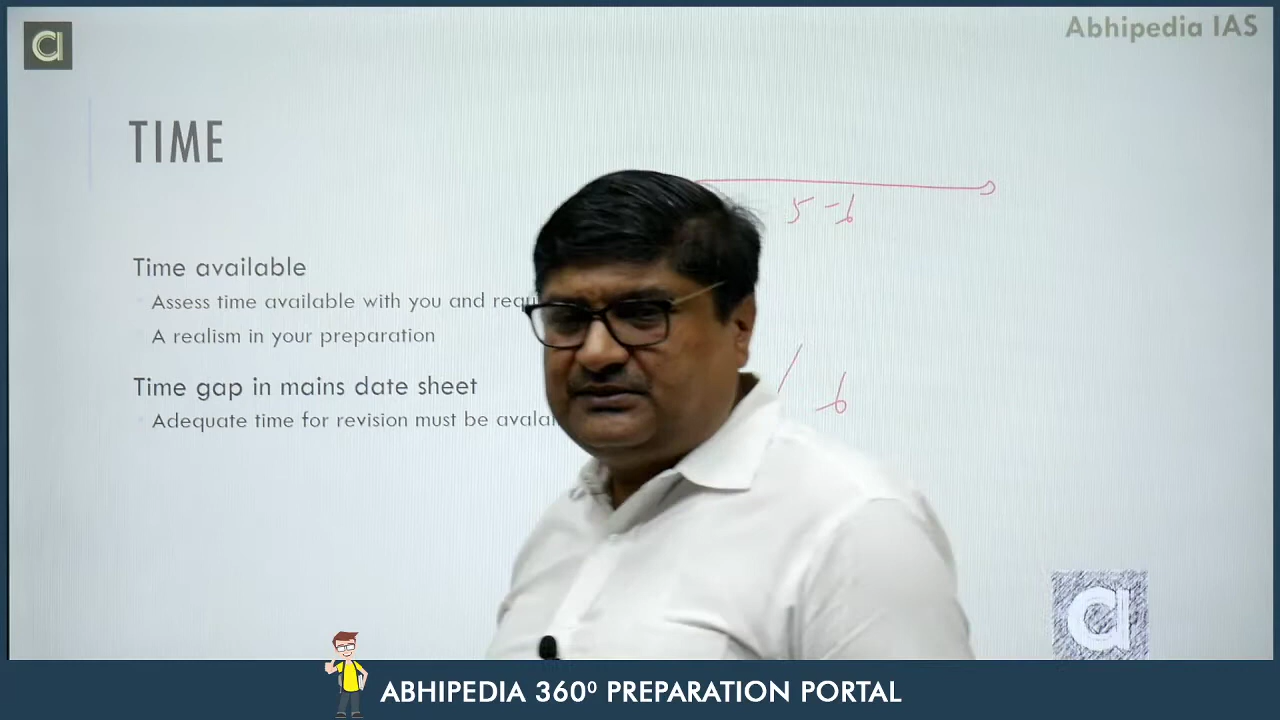 Abhipedia IAS
TIME
5-6
Time available
Assess time available with you and requ
A realism in your preparation
Time gap in mains date sheet
6
Adequate time for revision must be avala
ABHIPEDIA 360⁰ PREPARATION PORTAL